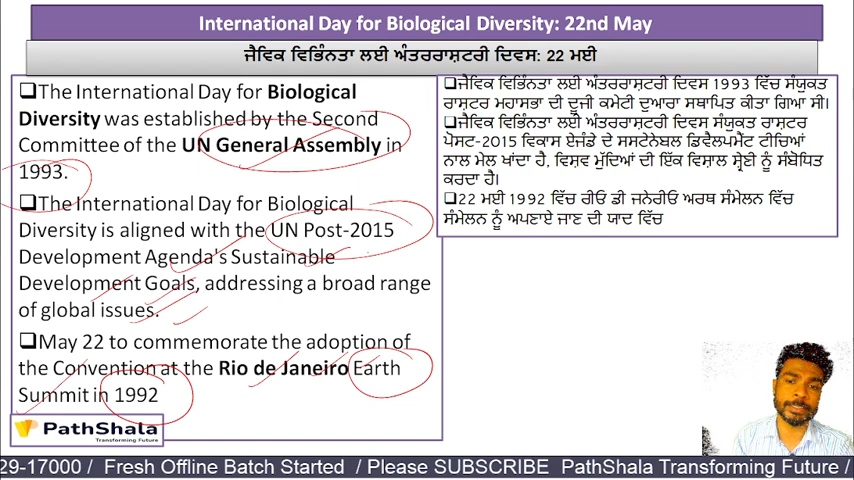 International Day for Biological Diversity: 22nd May
ਜੈਵਿਕ ਵਿਭਿੰਨਤਾ ਲਈ ਅੰਤਰਰਾਸ਼ਟਰੀ ਦਿਵਸ: 22 ਮਈ
❑The International Day for Biological
Diversity was established by the Second
Committee of the UN General Assembly in
1993.
❑The International Day for Biological
Diversity is aligned with the UN Post-2015
Development Agenda's Sustainable
Development Goals, addressing a broad range
of global issues.
❑May 22 to commemorate the adoption of
the Convention at the Rio de Janeiro Earth
Summit in 1992
❑ਜੈਵਿਕ ਵਿਭਿੰਨਤਾ ਲਈ ਅੰਤਰਰਾਸ਼ਟਰੀ ਦਿਵਸ 1993 ਵਿੱਚ ਸੰਯੁਕਤ
ਰਾਸ਼ਟਰ ਮਹਾਸਭਾ ਦੀ ਦੂਜੀ ਕਮੇਟੀ ਦੁਆਰਾ ਸਥਾਪਿਤ ਕੀਤਾ ਗਿਆ ਸੀ।
❑ਜੈਵਿਕ ਵਿਭਿੰਨਤਾ ਲਈ ਅੰਤਰਰਾਸ਼ਟਰੀ ਦਿਵਸ ਸੰਯੁਕਤ ਰਾਸ਼ਟਰ
ਪੋਸਟ-2015 ਵਿਕਾਸ ਏਜੰਡੇ ਦੇ ਸਸਟੇਨੇਬਲ ਡਿਵੈਲਪਮੈਂਟ ਟੀਚਿਆਂ
ਨਾਲ ਮੇਲ ਖਾਂਦਾ ਹੈ, ਵਿਸ਼ਵ ਮੁੱਦਿਆਂ ਦੀ ਇੱਕ ਵਿਸ਼ਾਲ ਸ਼੍ਰੇਣੀ ਨੂੰ ਸੰਬੋਧਿਤ
ਕਰਦਾ ਹੈ।
❑22 ਮਈ 1992 ਵਿੱਚ ਰੀਓ ਡੀ ਜਨੇਰੀਓ ਅਰਥ ਸੰਮੇਲਨ ਵਿੱਚ
ਸੰਮੇਲਨ ਨੂੰ ਅਪਣਾਏ ਜਾਣ ਦੀ ਯਾਦ ਵਿੱਚ
PathShala
Transforming Future
29-17000 / Fresh Offline Batch Started / Please SUBSCRIBE PathShala Transforming Future /